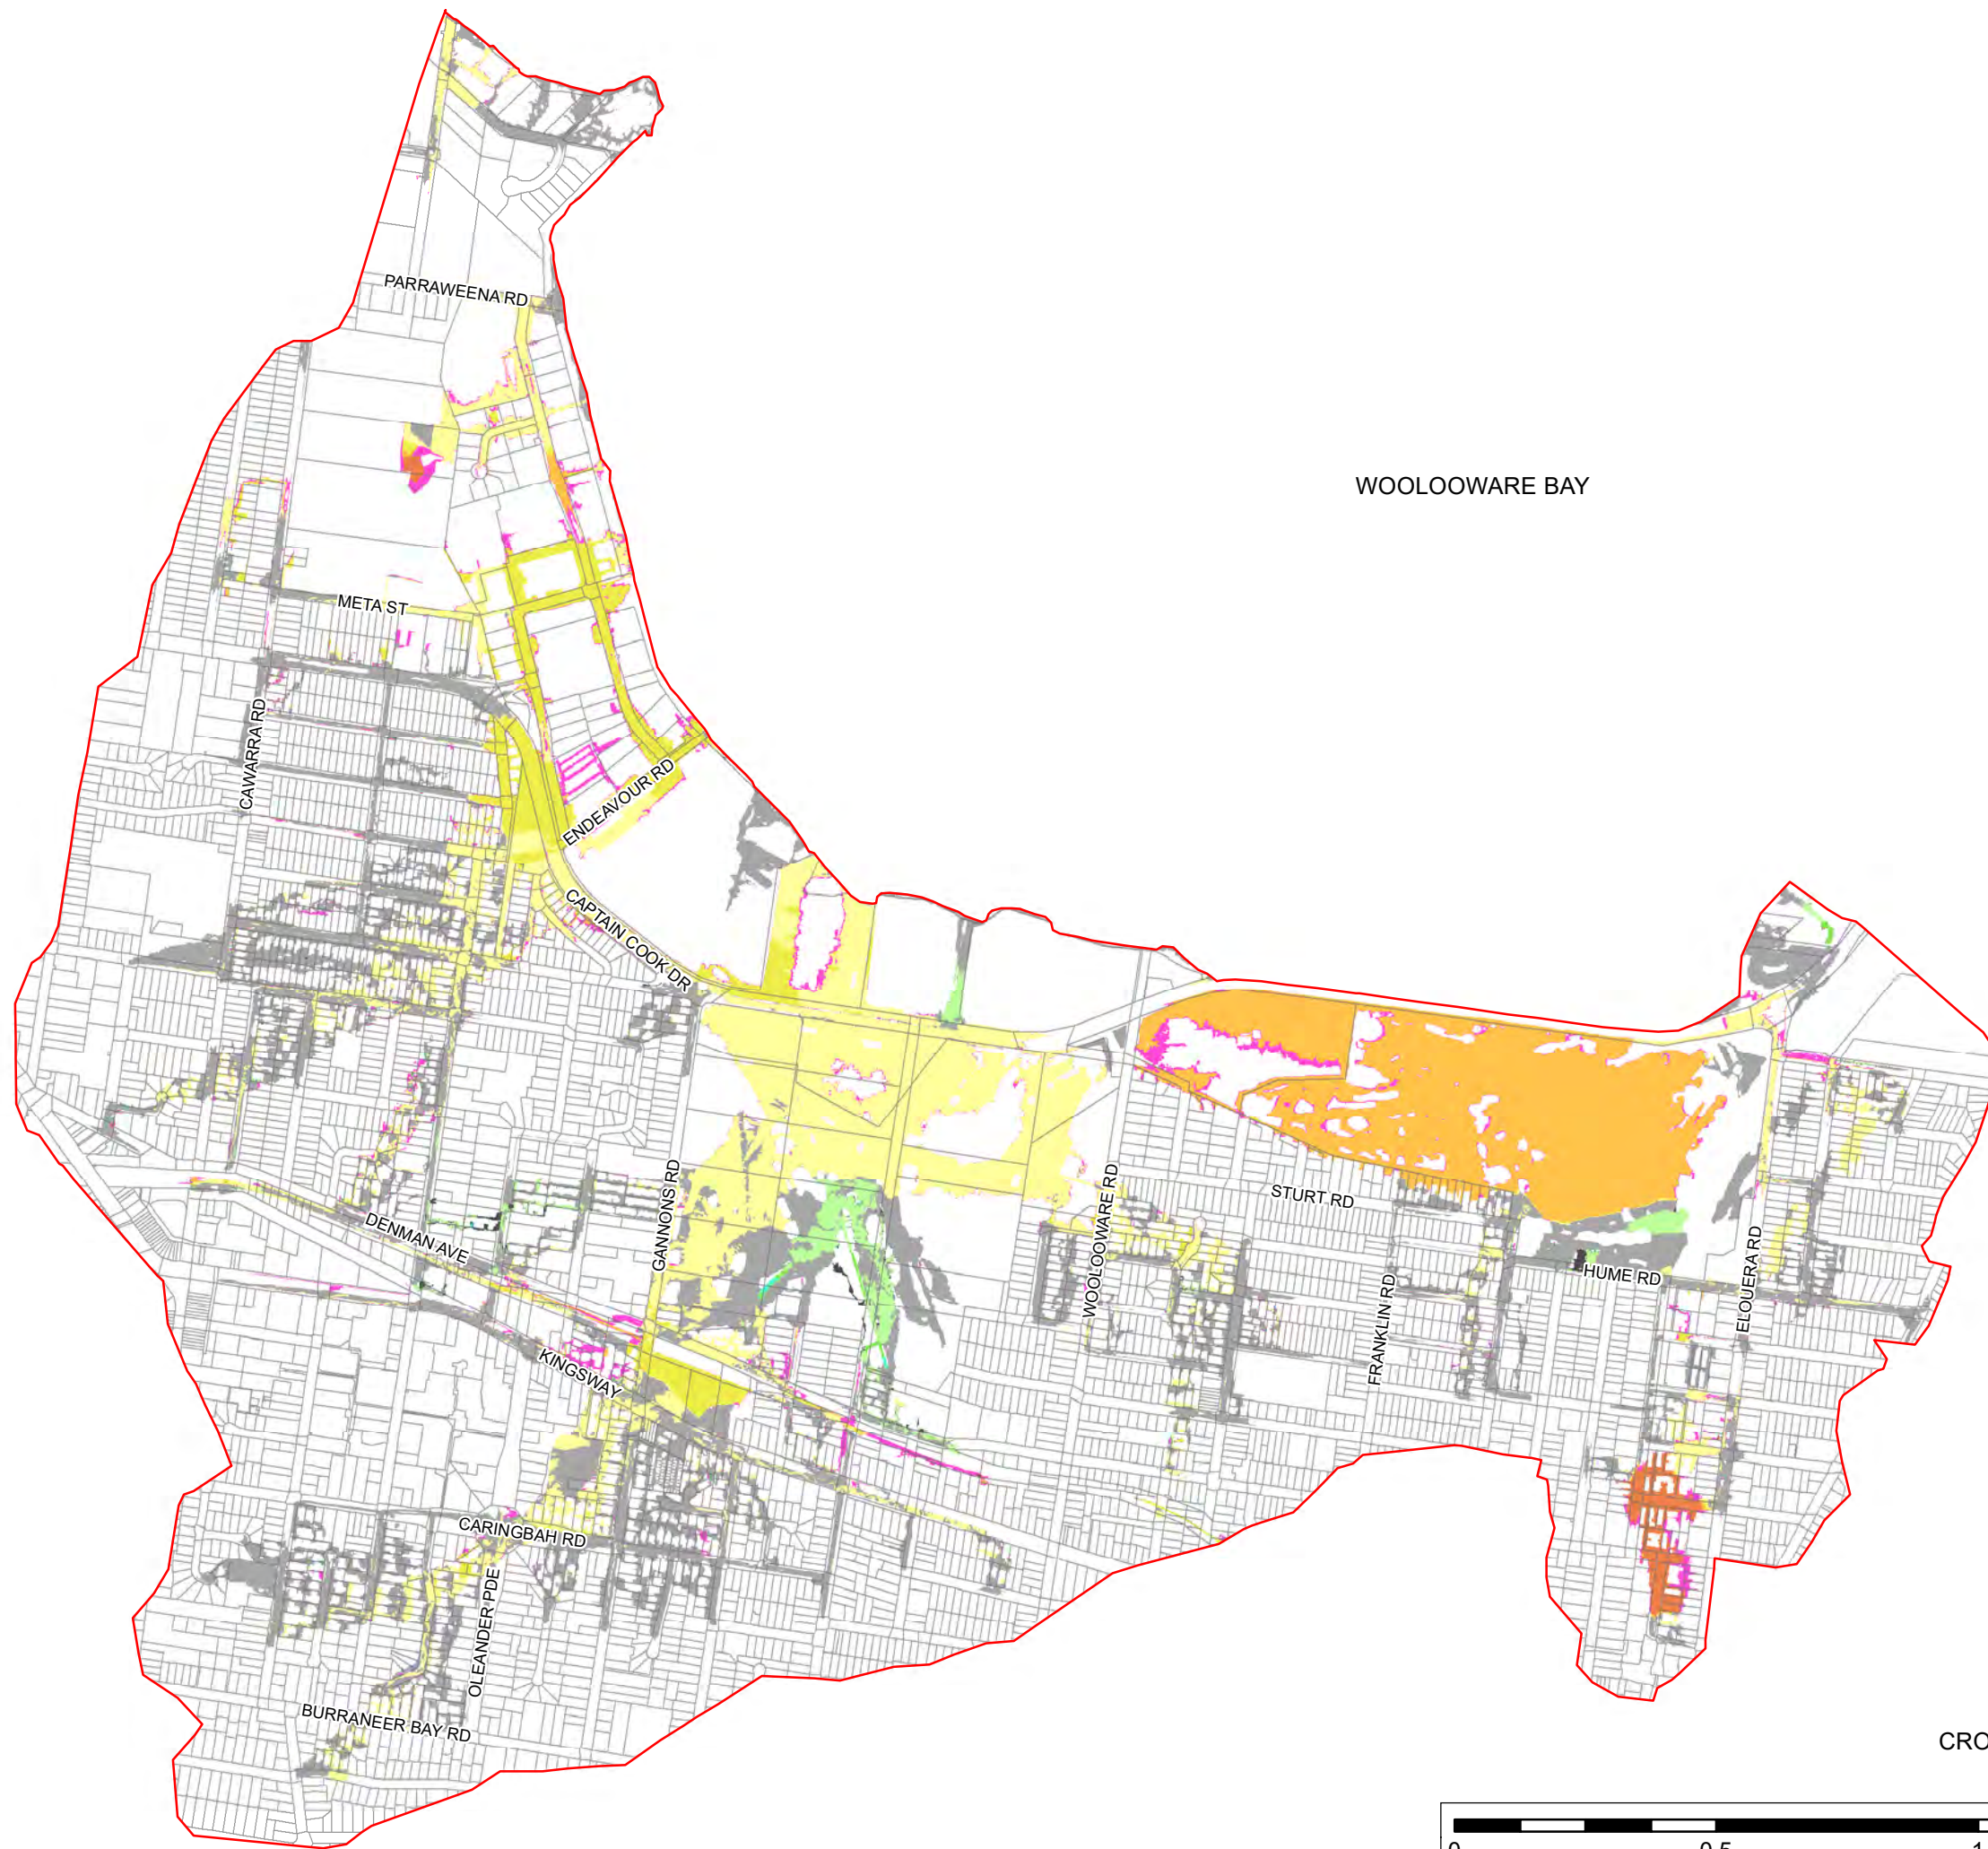 PARRAWEENA RD
WOOLOOWARE BAY
META ST
CAWARRA RD
ENDEAVOUR RD
CAPTAIN COOK DR
GANNONS RD
WOOLOOWARE RD
STURT RD
DENMAN AVE
HUME RD
ELOUERA RD
FRANKLIN RD
KINGSWAY
CARINGBAH RD
OLEANDER PDE
BURRANEER BAY RD
CRO
0 0.5 1